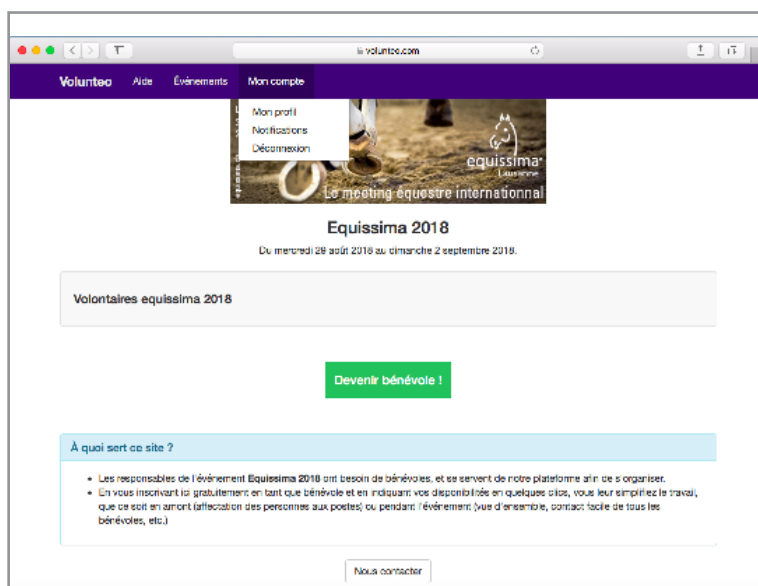 volunteo.com
Volunteo Aide Événements Mon compte
Mon profil
Notifications
Déconnexion
equissima
Lausanne
Le meeting équestre internationnal
Equissima 2018
Du mercredi 29 août 2018 au dimanche 2 septembre 2018.
Volontaires equissima 2018
Devenir bénévole !
À quoi sert ce site ?
Les responsables de l'événement Equissima 2018 ont besoin de bénévoles, et se servent de notre plateforme afin de s'organiser.
En vous inscrivant ici gratuitement en tant que bénévole et en indiquant vos disponibilités en quelques clics, vous leur simplifiez le travail,
que ce soit en amont (affectation des personnes aux postes) ou pendant l'événement (vue d'ensemble, contact facile de tous les
bénévoles, etc.)
Nous contacter